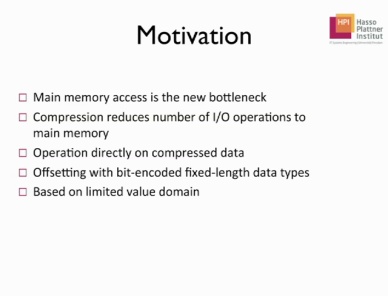 Motivation
HPI
Hasso
Plattner
Institut
Main memory access is the new bottleneck
Compression reduces number of I/O operations to
main memory
Operation directly on compressed data
Offsetting with bit-encoded fixed-length data types
Based on limited value domain